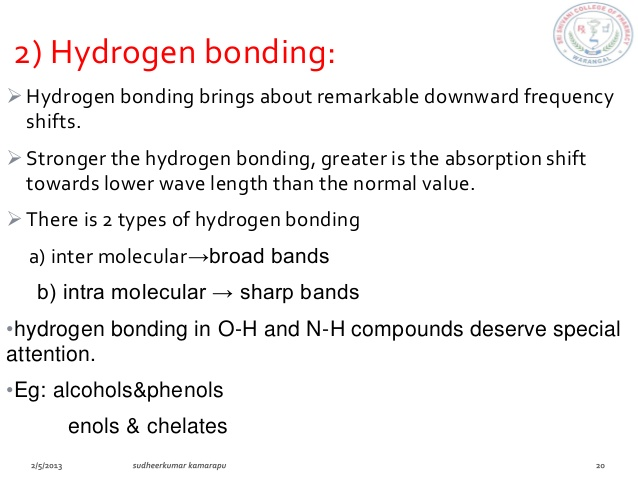 SRI SHIVANI COLLEGE OF PHARMACY
WARANGAL
2) Hydrogen bonding:
Hydrogen bonding brings about remarkable downward frequency
shifts.
Stronger the hydrogen bonding, greater is the absorption shift
towards lower wave length than the normal value.
There is 2 types of hydrogen bonding
a) inter molecular→broad bands
b) intra molecular → sharp bands
•hydrogen bonding in O-H and N-H compounds deserve special
attention.
•Eg: alcohols&phenols
enols & chelates
2/5/2013 sudheerkumar kamarapu 20